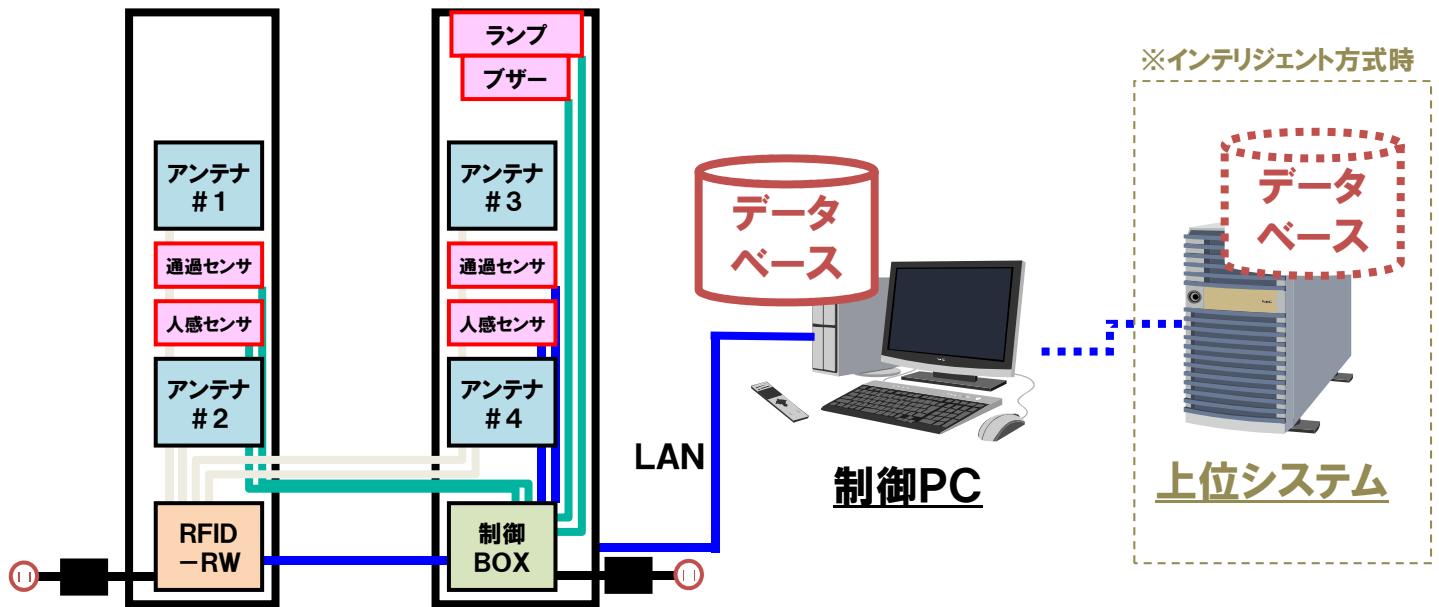 ランプ
ブザー
※インテリジェント方式時
アンテナ
#1
アンテナ
#3
データ
ベース
データ
ベース
通過センサ
通過センサ
人感センサ
人感センサ
アンテナ
#2
アンテナ
#4
LAN
制御PC
上位システム
RFID
-RW
制御
BOX